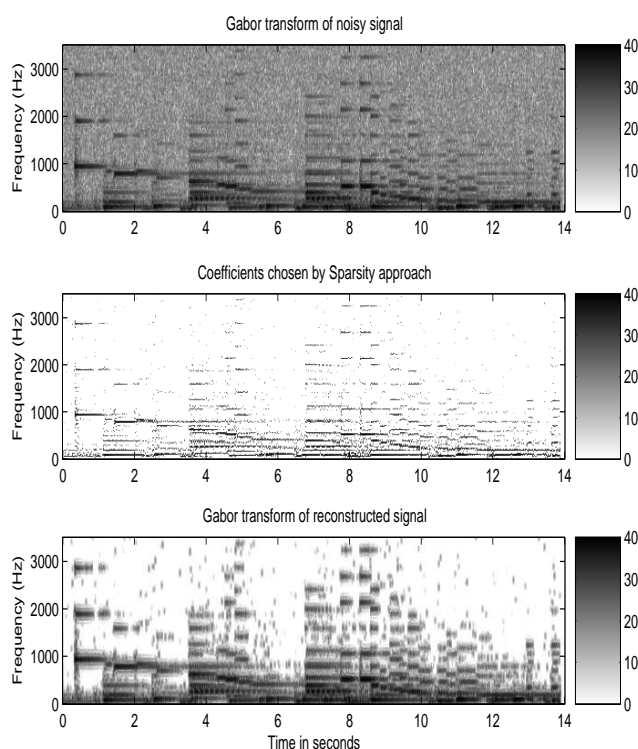 Gabor transform of noisy signal
Frequency (Hz)
3000
2000
1000
0
0 2 4 6 8 10 12 14
40
30
20
10
0
Coefficients chosen by Sparsity approach
Frequency (Hz)
3000
2000
1000
0
0 2 4 6 8 10 12 14
40
30
20
10
0
Gabor transform of reconstructed signal
Frequency (Hz)
3000
2000
1000
0
0 2 4 6 8 10 12 14
Time in seconds
40
30
20
10
0